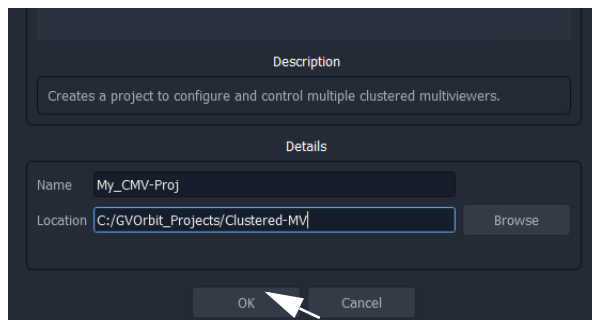 Description
Creates a project to configure and control multiple clustered multiviewers.
Details
Name My_CMV-Proj
Location C:/GVOrbit_Projects/Clustered-MV Browse
OK Cancel